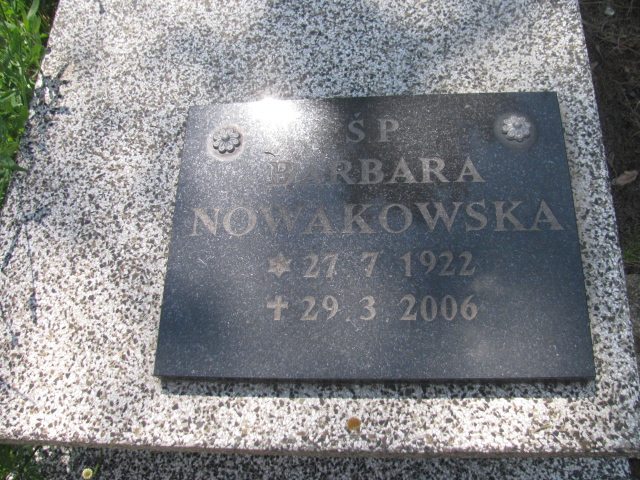 ŚP
BARBARA
NOWAKOWSKA
✡ 27 7 1922
✝ 29.3 2006